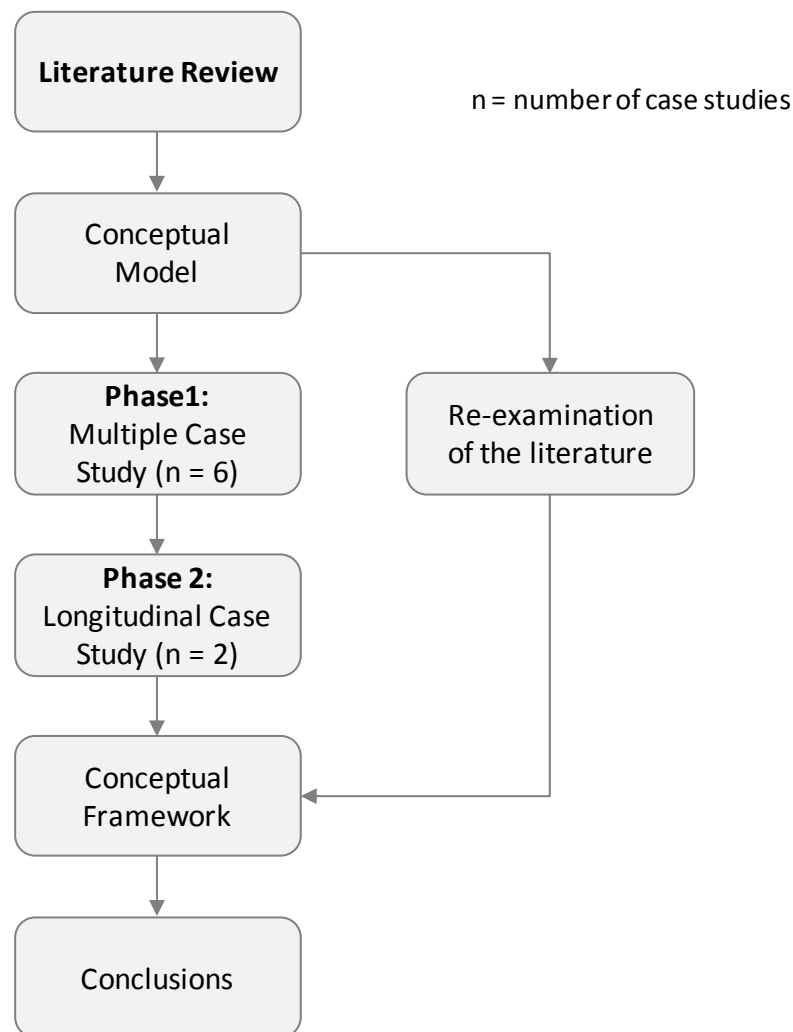 Literature Review
n = number of case studies
Conceptual
Model
Phase1:
Multiple Case
Study (n = 6)
Re-examination
of the literature
Phase 2:
Longitudinal Case
Study (n = 2)
Conceptual
Framework
Conclusions